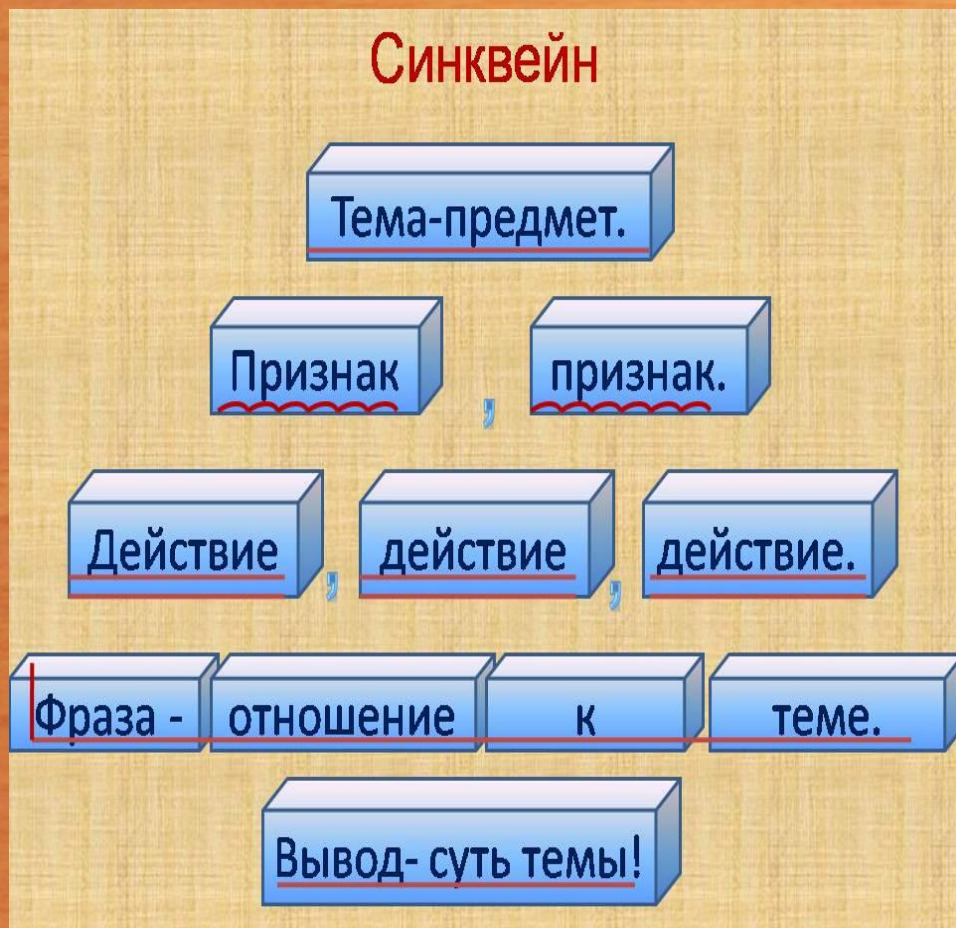 Синквейн
Тема-предмет.
Признак , признак.
Действие , действие , действие.
Фраза - отношение к теме.
Вывод- суть темы!